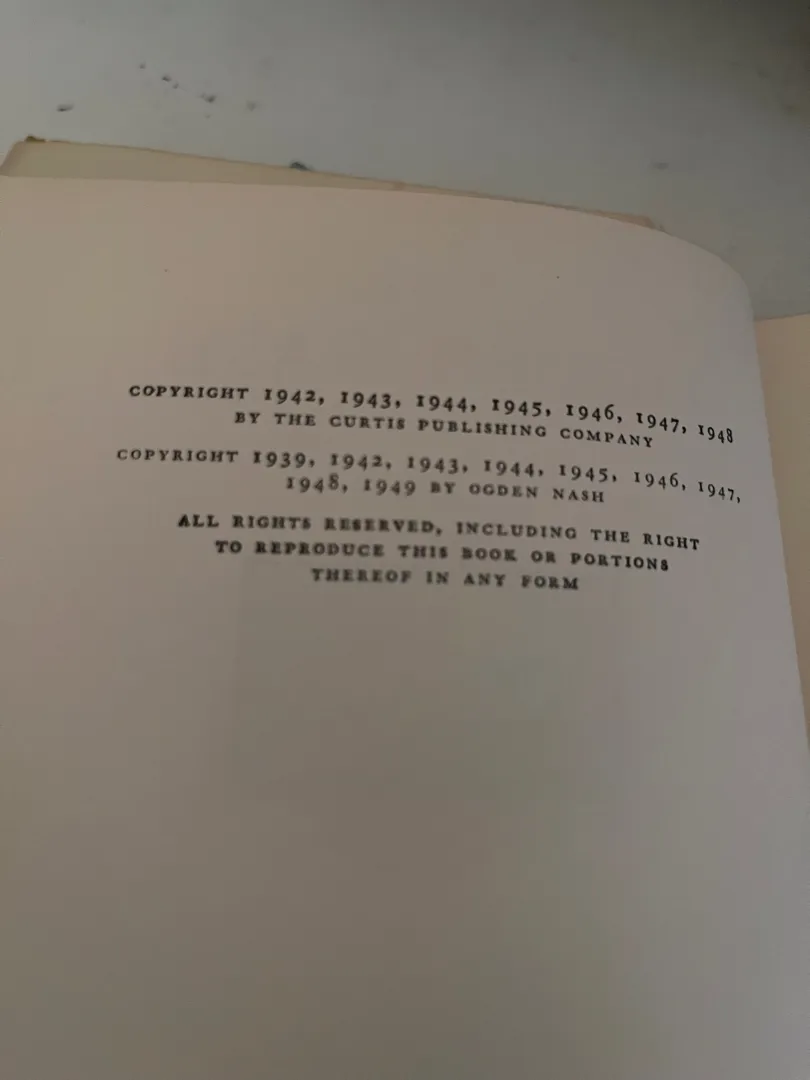 COPYRIGHT 1942, 1943, 1944, 1945, 1946, 1947, 1948
BY THE CURTIS PUBLISHING COMPANY
COPYRIGHT 1939, 1942, 1943, 1944, 1945, 1946, 1947,
1948, 1949 BY OGDEN NASH
ALL RIGHTS RESERVED, INCLUDING THE RIGHT
TO REPRODUCE THIS BOOK OR PORTIONS
THEREOF IN ANY FORM